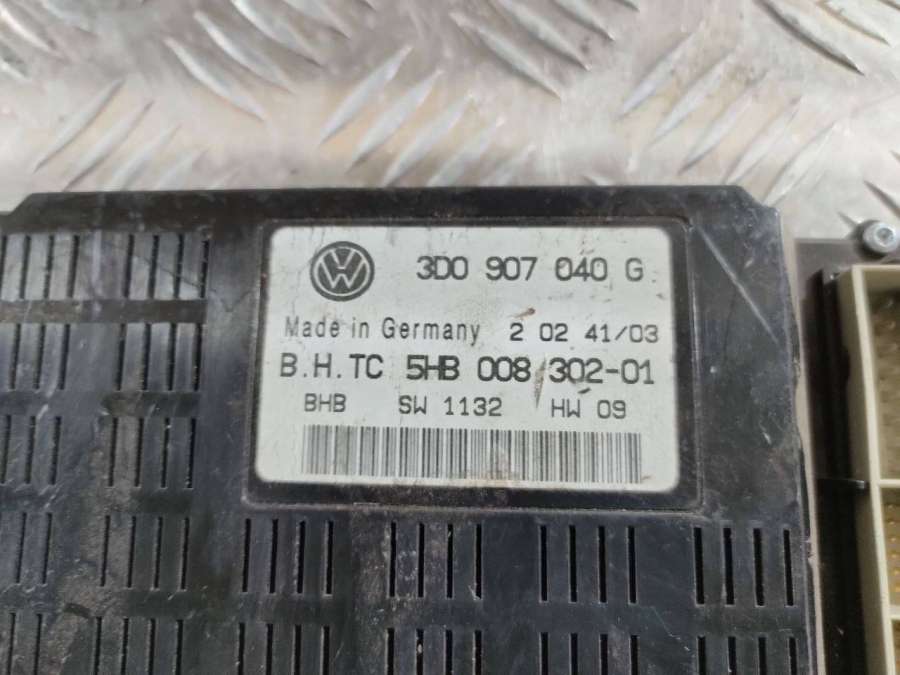 3D0 907 040 G
Made in Germany 2 02 41/03
B.H.TC 5HB 008 302-01
BHB SW 1132 HW 09